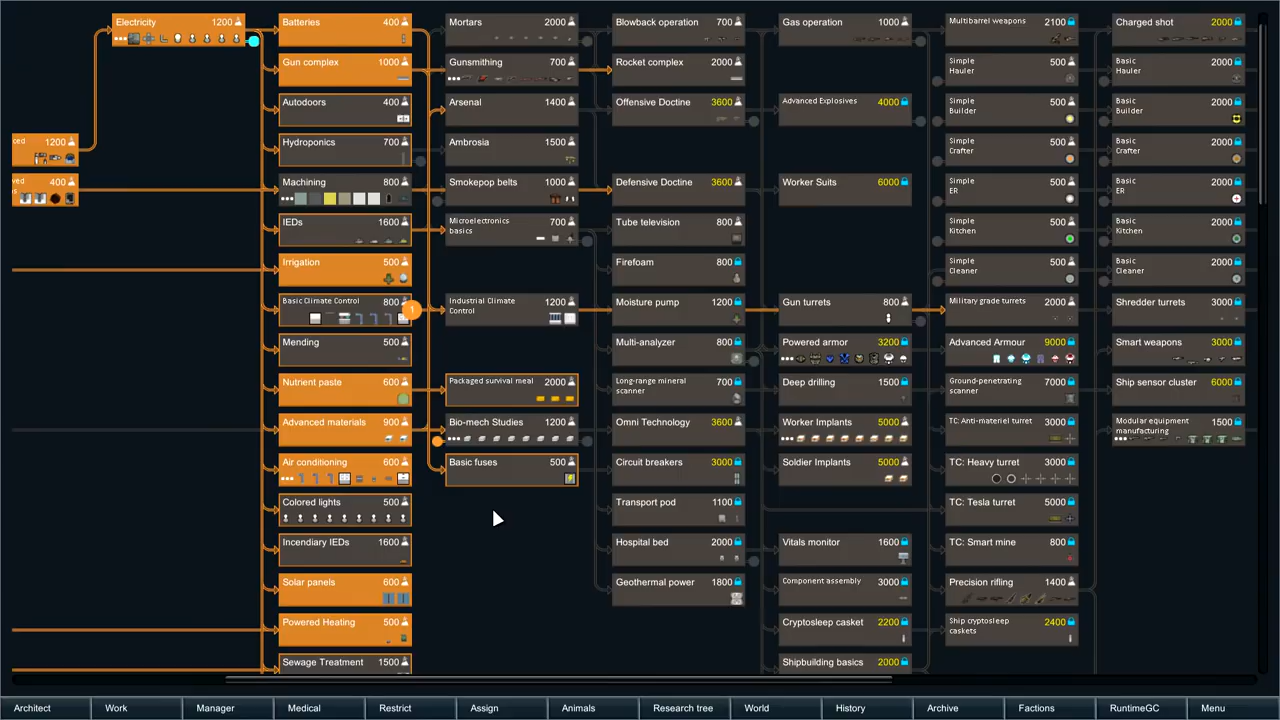 Electricity 1200
ced 1200
ved 400
Batteries 400
Gun complex 1000
Autodoors 400
Hydroponics 700
Machining 800
IEDs 1600
Irrigation 500
Basic Climate Control 800
1
Mending 500
Nutrient paste 600
Advanced materials 900
Air conditioning 600
Colored lights 500
Incendiary IEDs 1600
Solar panels 600
Powered Heating 500
Sewage Treatment 1500
Mortars 2000
Gunsmithing 700
Arsenal 1400
Ambrosia 1500
Smokepop belts 1000
Microelectronics 700
basics
Industrial Climate 1200
Control
Packaged survival meal 2000
Bio-mech Studies 1200
Basic fuses 500
Blowback operation 700
Rocket complex 2000
Offensive Doctine 3600
Defensive Doctine 3600
Tube television 800
Firefoam 800
Moisture pump 1200
Multi-analyzer 800
Long-range mineral 700
scanner
Omni Technology 3600
Circuit breakers 3000
Transport pod 1100
Hospital bed 2000
Geothermal power 1800
Gas operation 1000
Advanced Explosives 4000
Worker Suits 6000
Gun turrets 800
Powered armor 3200
Deep drilling 1500
Worker Implants 5000
Soldier Implants 5000
Vitals monitor 1600
Component assembly 3000
Cryptosleep casket 2200
Shipbuilding basics 2000
Multibarrel weapons 2100
Simple 500
Hauler
Simple 500
Builder
Simple 500
Crafter
Simple 500
ER
Simple 500
Kitchen
Simple 500
Cleaner
Military grade turrets 2000
Advanced Armour 9000
Ground-penetrating 7000
scanner
TC: Anti-materiel turret 3000
TC: Heavy turret 3000
TC: Tesla turret 5000
TC: Smart mine 800
Precision rifling 1400
Ship cryptosleep 2400
caskets
Charged shot 2000
Basic 2000
Hauler
Basic 2000
Builder
Basic 2000
Crafter
Basic 2000
ER
Basic 2000
Kitchen
Basic 2000
Cleaner
Shredder turrets 3000
Smart weapons 3000
Ship sensor cluster 6000
Modular equipment 1500
manufacturing
Architect Work Manager Medical Restrict Assign Animals Research tree World History Archive Factions RuntimeGC Menu